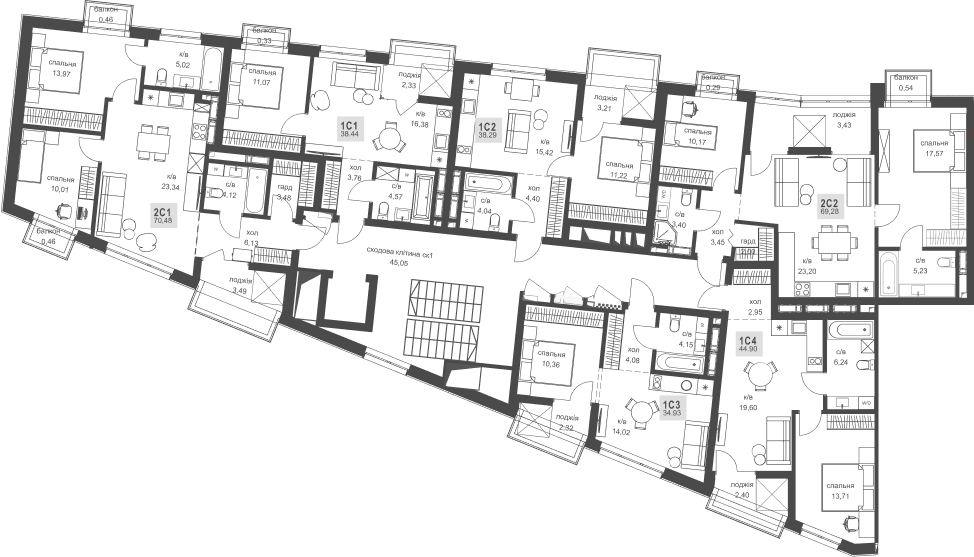 балкон
0,46
спальня
13,97
к/в
5,02
балкон
0,33
спальня
11,07
лоджія
2,33
1С1
38.44
к/в
16,38
хол
3,76
с/в
4,57
1С2
38.29
к/в
15,42
лоджія
3,21
спальня
11,22
с/в
4,04
хол
4,40
балкон
0,29
спальня
10,17
лоджія
3,43
балкон
0,54
спальня
17,57
2С2
69,28
к/в
23,20
с/в
5,23
с/в
3,40
хол
3,45
гард
спальня
10,01
балкон
0,46
к/в
23,34
2С1
70,48
с/в
4,12
гард
3,48
хол
6,13
лоджія
3,49
сходова клітина ск1
45,05
спальня
10,36
лоджія
2,32
хол
4,08
с/в
4,15
1С3
34,93
к/в
14,02
хол
2,95
1С4
44.90
к/в
19,60
с/в
6,24
лоджія
2,40
спальня
13,71